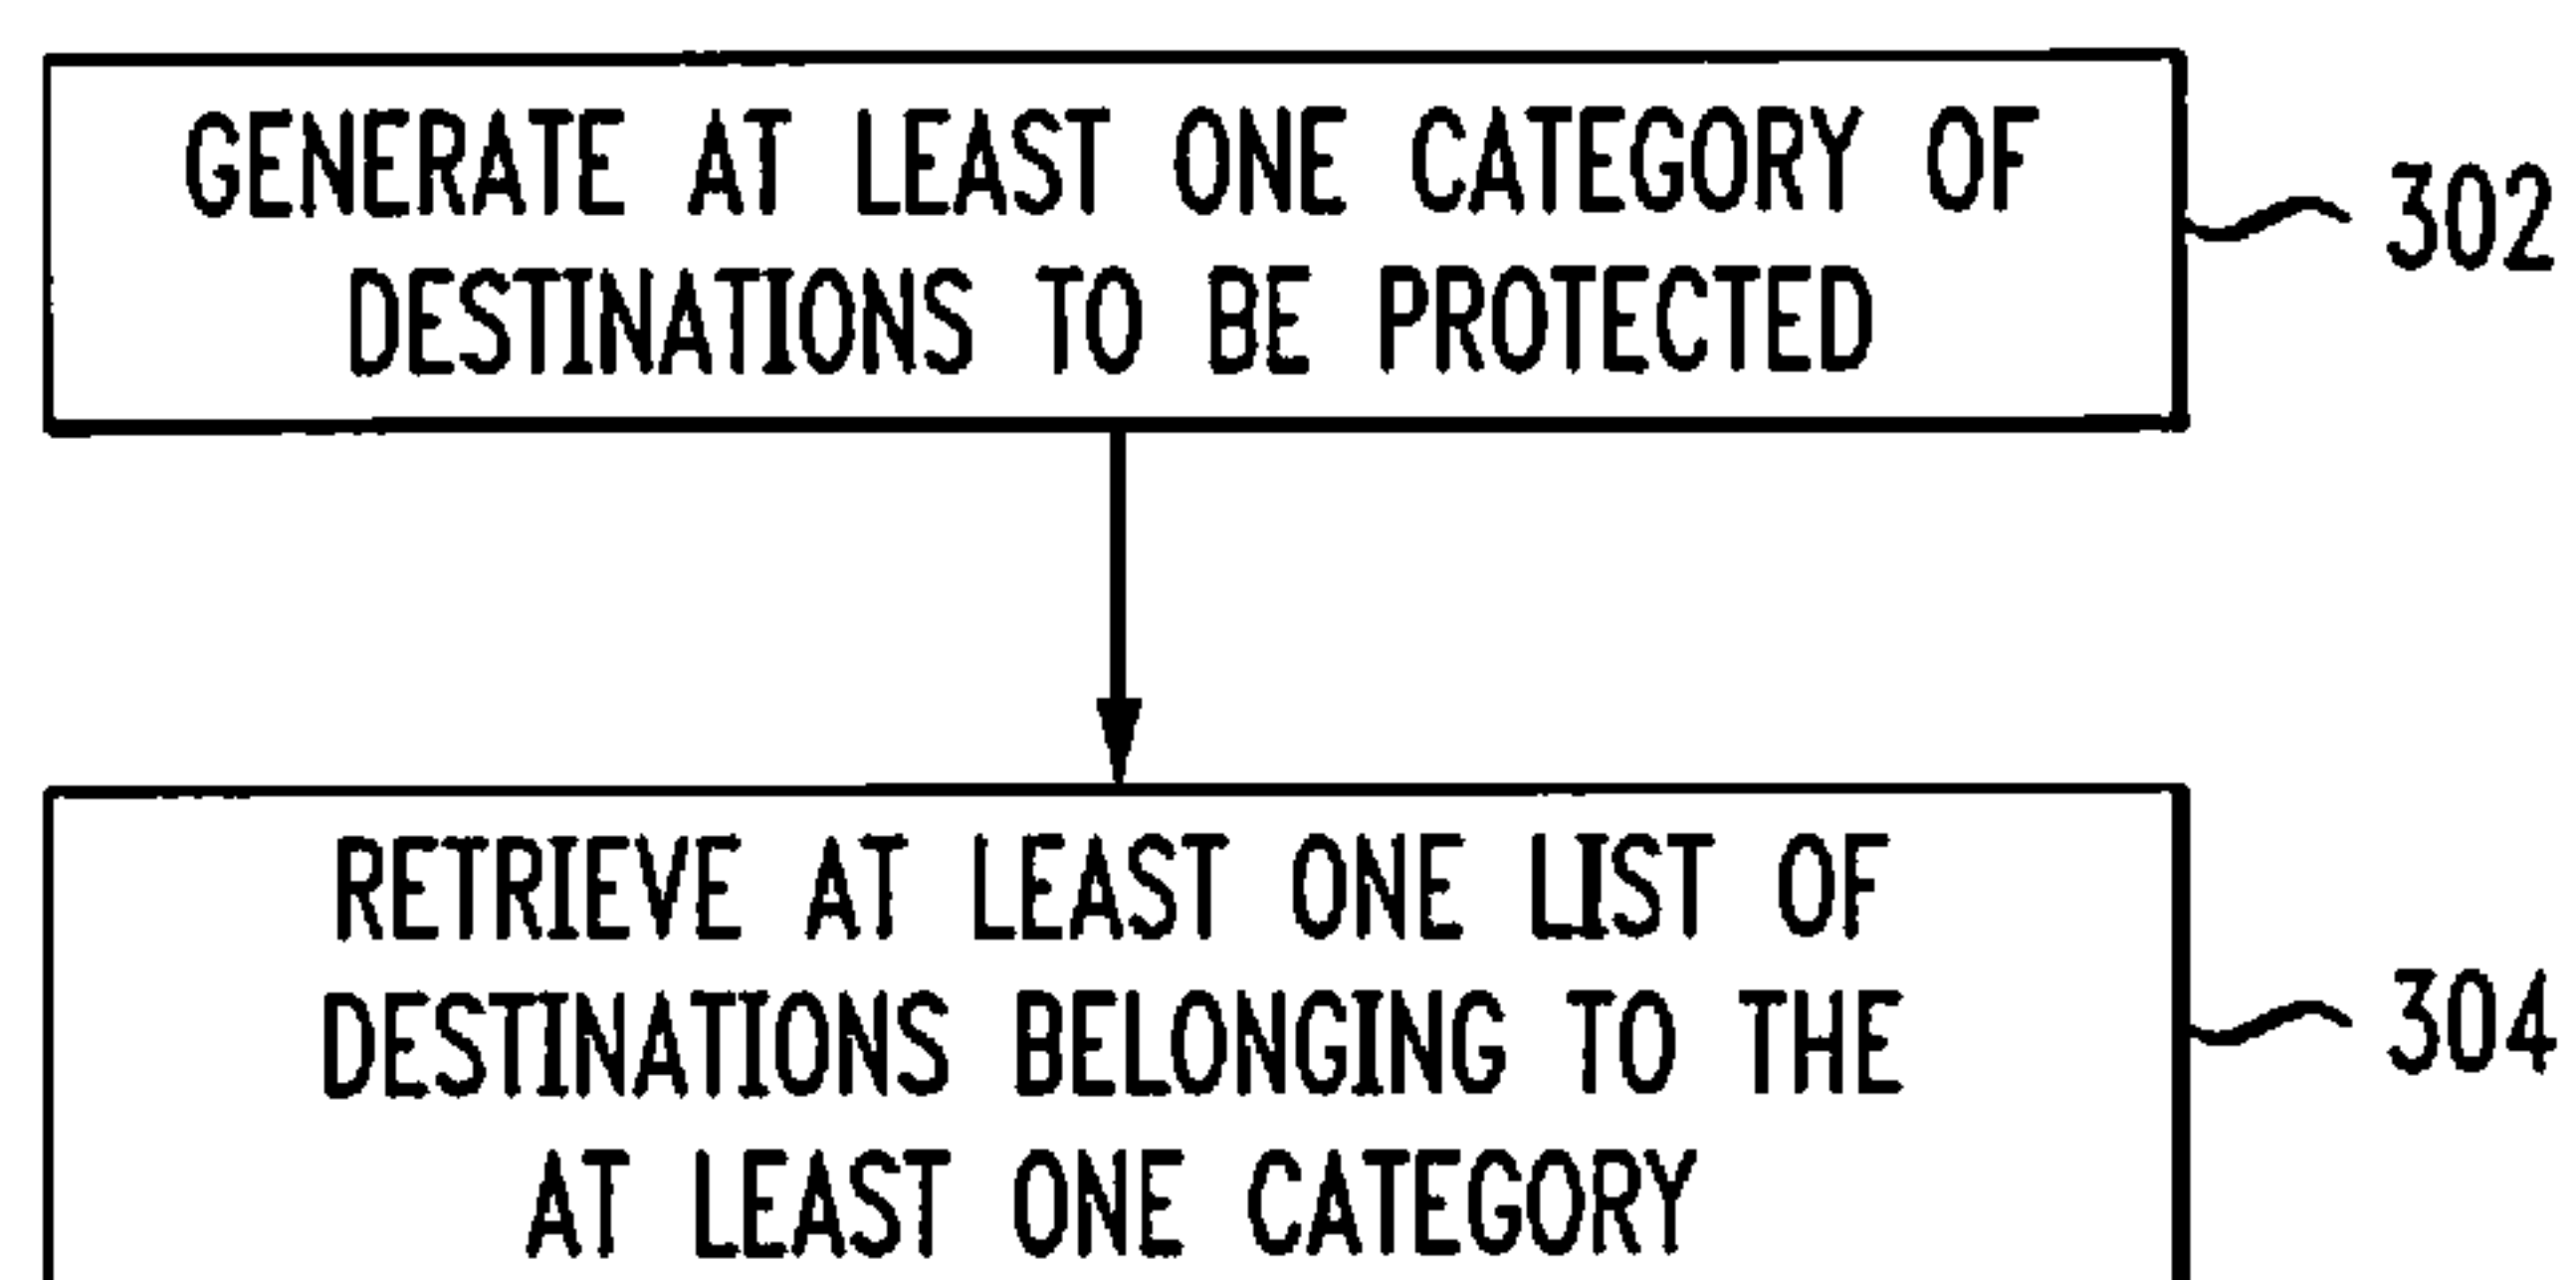 GENERATE AT LEAST ONE CATEGORY OF
DESTINATIONS TO BE PROTECTED
302
RETRIEVE AT LEAST ONE LIST OF
DESTINATIONS BELONGING TO THE
AT LEAST ONE CATEGORY
304